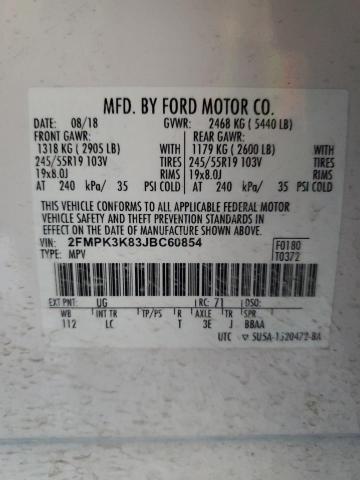 MFD. BY FORD MOTOR CO.
DATE: 08/18 GVWR: 2468 KG ( 5440 LB)
FRONT GAWR: REAR GAWR:
1318 KG ( 2905 LB) WITH 1179 KG ( 2600 LB) WITH
245/55R19 103V TIRES 245/55R19 103V TIRES
19x8.0J RIMS 19x8.0J RIMS
AT 240 kPa/ 35 PSI COLD AT 240 kPa/ 35 PSI COLD
THIS VEHICLE CONFORMS TO ALL APPLICABLE FEDERAL MOTOR
VEHICLE SAFETY AND THEFT PREVENTION STANDARDS IN EFFECT
ON THE DATE OF MANUFACTURE SHOWN ABOVE.
VIN: 2FMPK3K83JBC60854 F0180
TYPE: MPV T0372
EXT PNT: UG RC: 71 DSO:
WB INT TR TP/PS R AXLE TR SPR
112 LC T 3E J BBAA
UTC